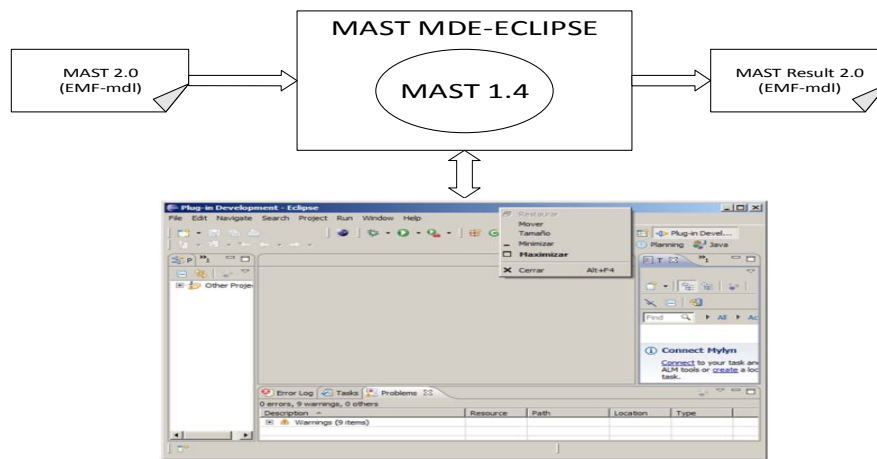 MAST MDE-ECLIPSE
MAST 2.0
(EMF-mdl)
MAST 1.4
MAST Result 2.0
(EMF-mdl)
Plug-in Development - Eclipse
File Edit Navigate Search Project Run Window Help
Restaurar
Mover
Tamaño
Minimizar
Maximizar
Cerrar Alt+F4
Plug-in Devel...
Planning Java
P
T
Other Proje
Find All Ac
Connect Mylyn
Connect to your task and
ALM tools or create a loc
task.
Error Log Tasks Problems
0 errors, 9 warnings, 0 others
Description Resource Path Location Type
Warnings (9 items)